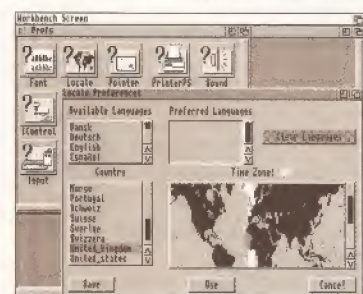 Workbench Screen
Prefs
Font Locale Pointer PrinterPS Sound
IControl
Input
Locale Preferences
Available Languages
Dansk
Deutsch
English
Español
Preferred Languages
Clear Languages
Country
Norge
Portugal
Schweiz
Suisse
Sverige
Svizzera
United_Kingdom
United_States
Time Zone!
Save
Use
Cancel